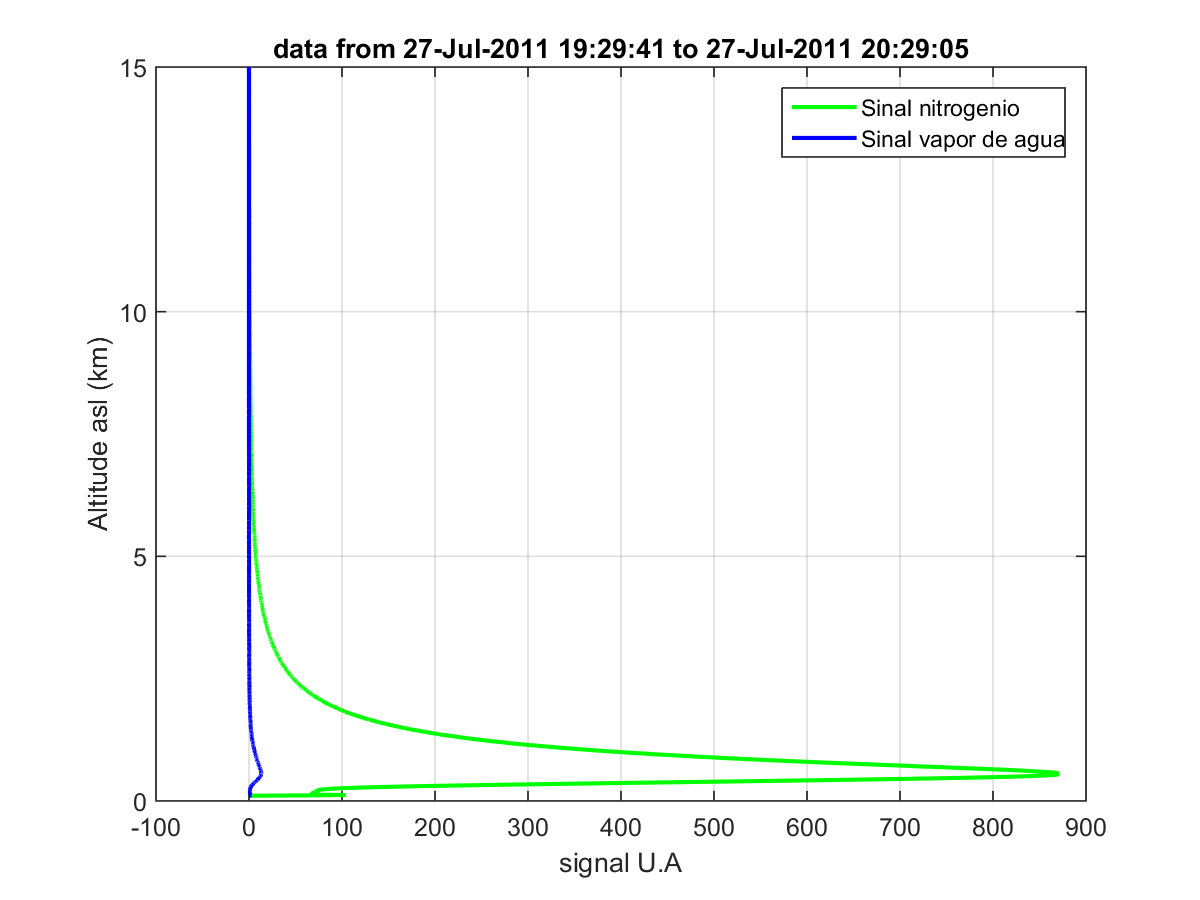 data from 27-Jul-2011 19:29:41 to 27-Jul-2011 20:29:05
15
Sinal nitrogenio
Sinal vapor de agua
10
Altitude asl (km)
5
0
-100 0 100 200 300 400 500 600 700 800 900
signal U.A